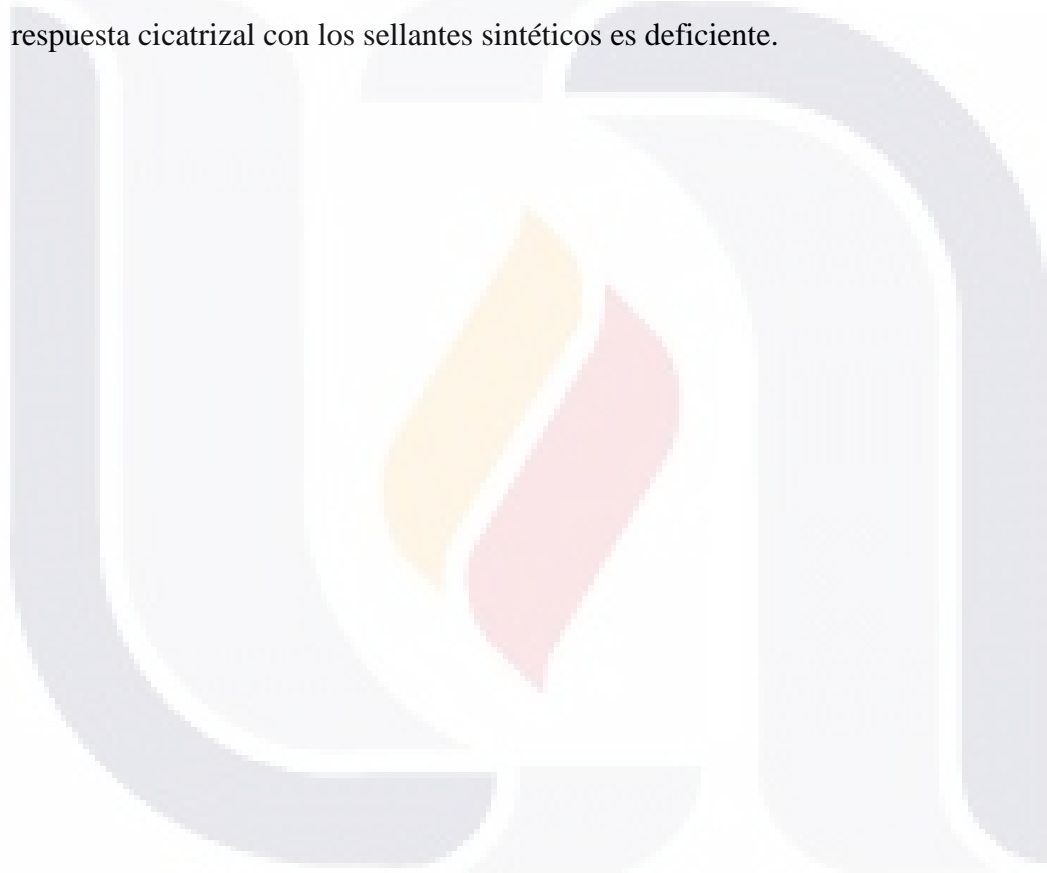 respuesta cicatrizal con los sellantes sintéticos es deficiente.